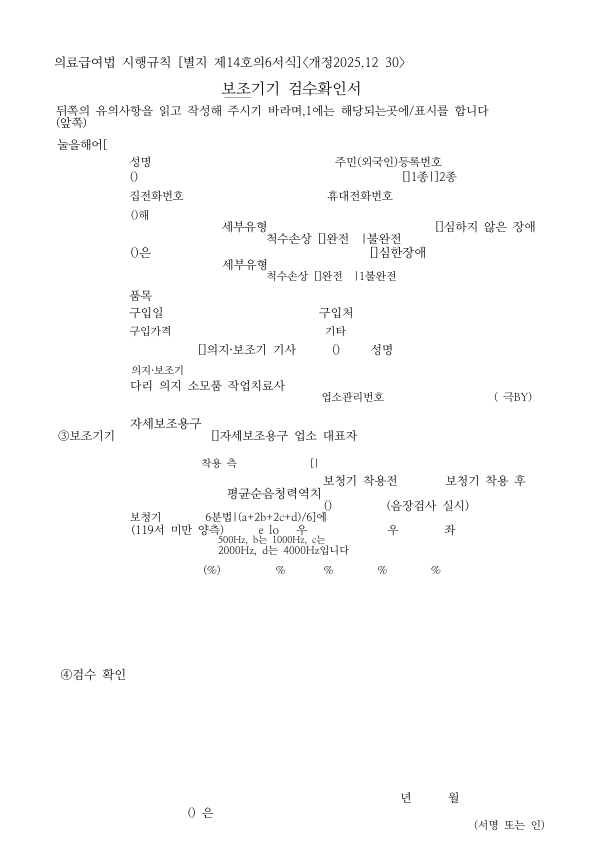 의료급여법 시행규칙 [별지 제14호의6서식]<개정2025.12 30>
보조기기 검수확인서
뒤쪽의 유의사항을 읽고 작성해 주시기 바라며,1에는 해당되는곳에/표시를 합니다
(앞쪽)
눌을해어[
성명 주민(외국인)등록번호
() []1종|]2종
집전화번호 휴대전화번호
()해
세부유형 []심하지 않은 장애
척수손상 []완전 |불완전
()은 []심한장애
세부유형
척수손상 []완전 |1불완전
품목
구입일 구입처
구입가격 기타
[]의지·보조기 기사 () 성명
의지·보조기
다리 의지 소모품 작업치료사
업소관리번호 ( 극BY)
자세보조용구
③보조기기 []자세보조용구 업소 대표자
착용 측 [|
보청기 착용전 보청기 착용 후
평균순음청력역치
() (음장검사 실시)
보청기 6분법|(a+2b+2c+d)/6]에
(119서 미만 양측) e lo 우 우 좌
500Hz, b는 1000Hz, c는
2000Hz, d는 4000Hz입니다
(%) % % % %
④검수 확인
년 월
() 은
(서명 또는 인)